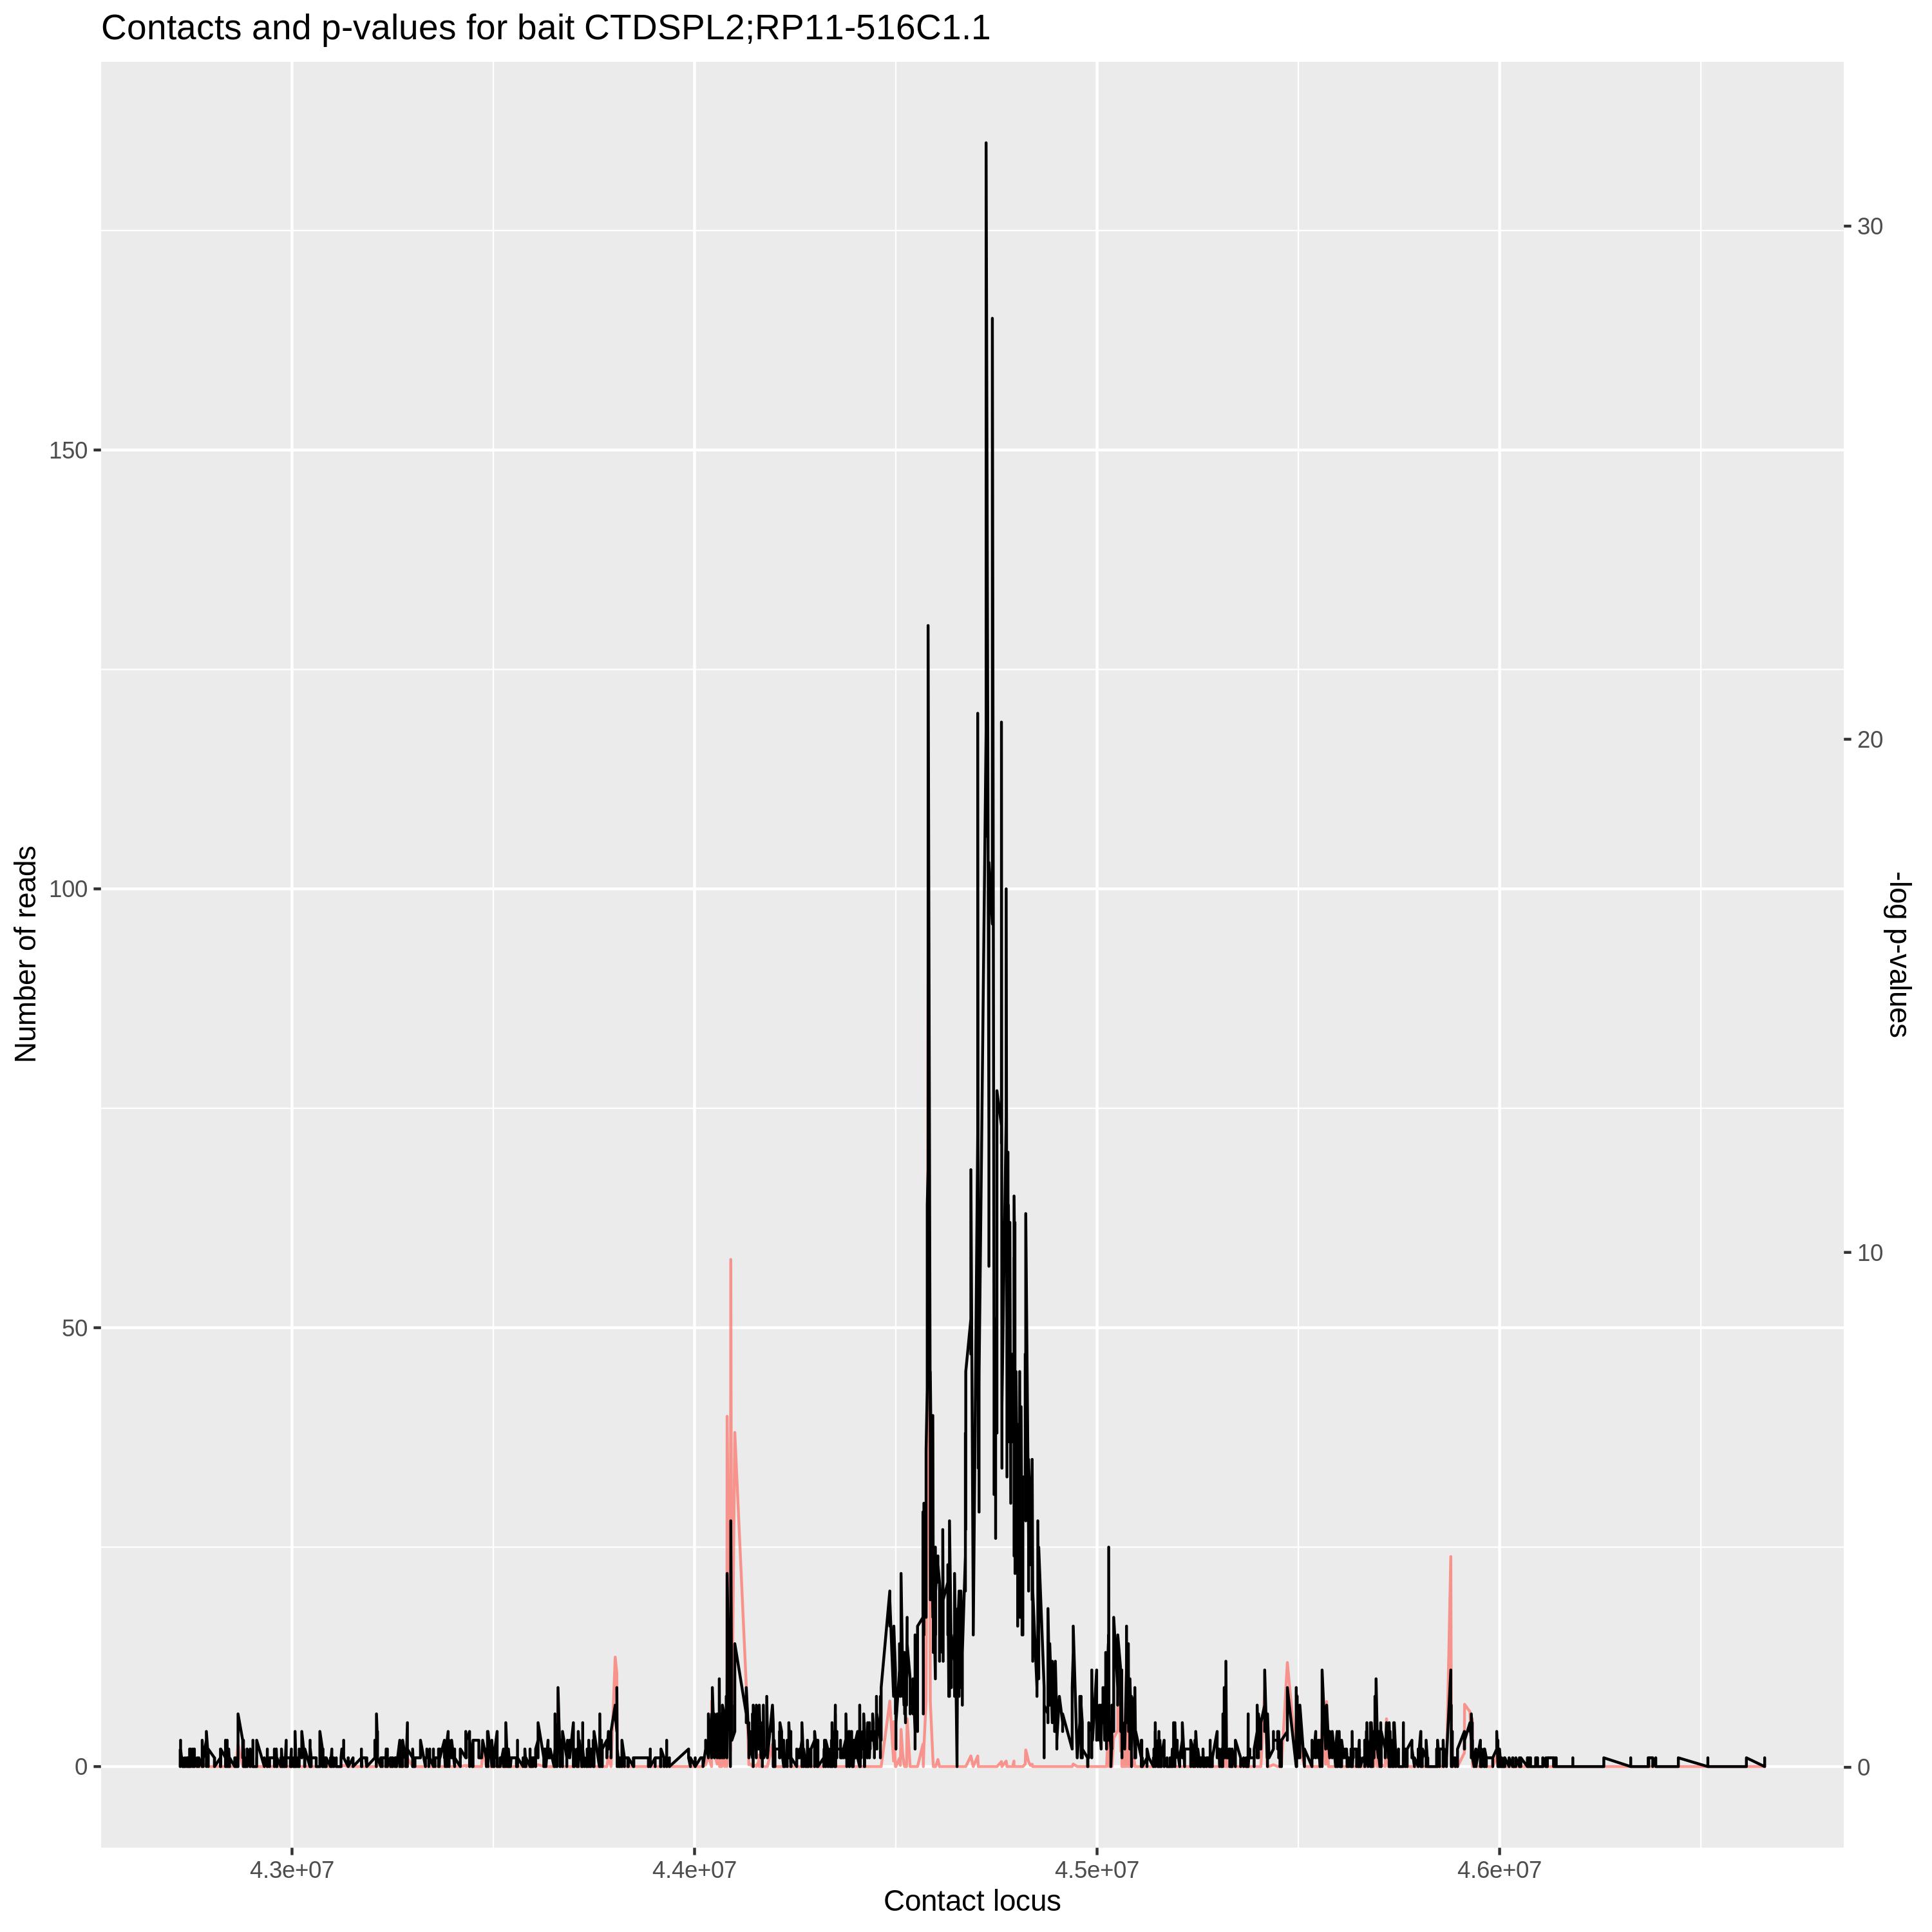 Contacts and p-values for bait CTDSPL2;RP11-516C1.1
Number of reads
150
100
50
0
30
20
10
0
-log p-values
4.3e+07
4.4e+07
4.5e+07
4.6e+07
Contact locus